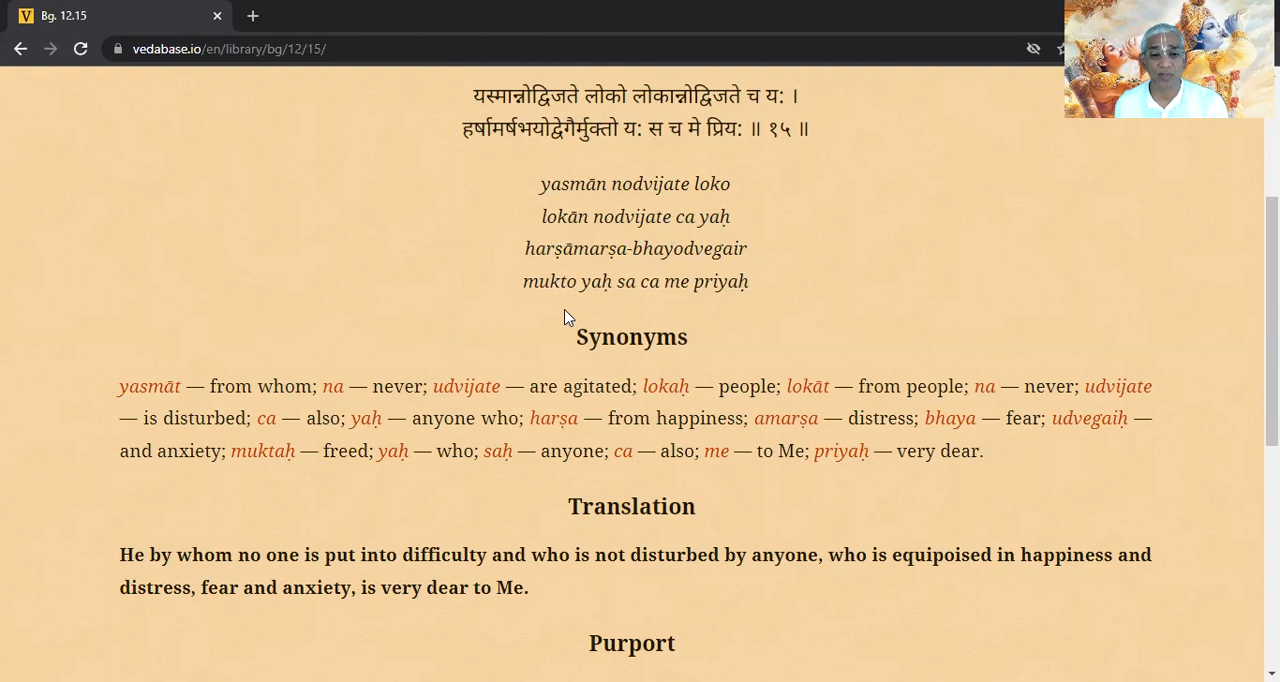 Bg. 12.15
vedabase.io/en/library/bg/12/15/
यस्मान्नोद्विजते लोको लोकान्नोद्विजते च य: ।
हर्षामर्षभयोद्वेगैर्मुक्तो य: स च मे प्रिय: ॥ १५ ॥
yasmān nodvijate loko
lokān nodvijate ca yaḥ
harṣāmarṣa-bhayodvegair
mukto yaḥ sa ca me priyaḥ
Synonyms
yasmāt — from whom; na — never; udvijate — are agitated; lokaḥ — people; lokāt — from people; na — never; udvijate
— is disturbed; ca — also; yaḥ — anyone who; harṣa — from happiness; amarṣa — distress; bhaya — fear; udvegaiḥ —
and anxiety; muktaḥ — freed; yaḥ — who; saḥ — anyone; ca — also; me — to Me; priyaḥ — very dear.
Translation
He by whom no one is put into difficulty and who is not disturbed by anyone, who is equipoised in happiness and
distress, fear and anxiety, is very dear to Me.
Purport